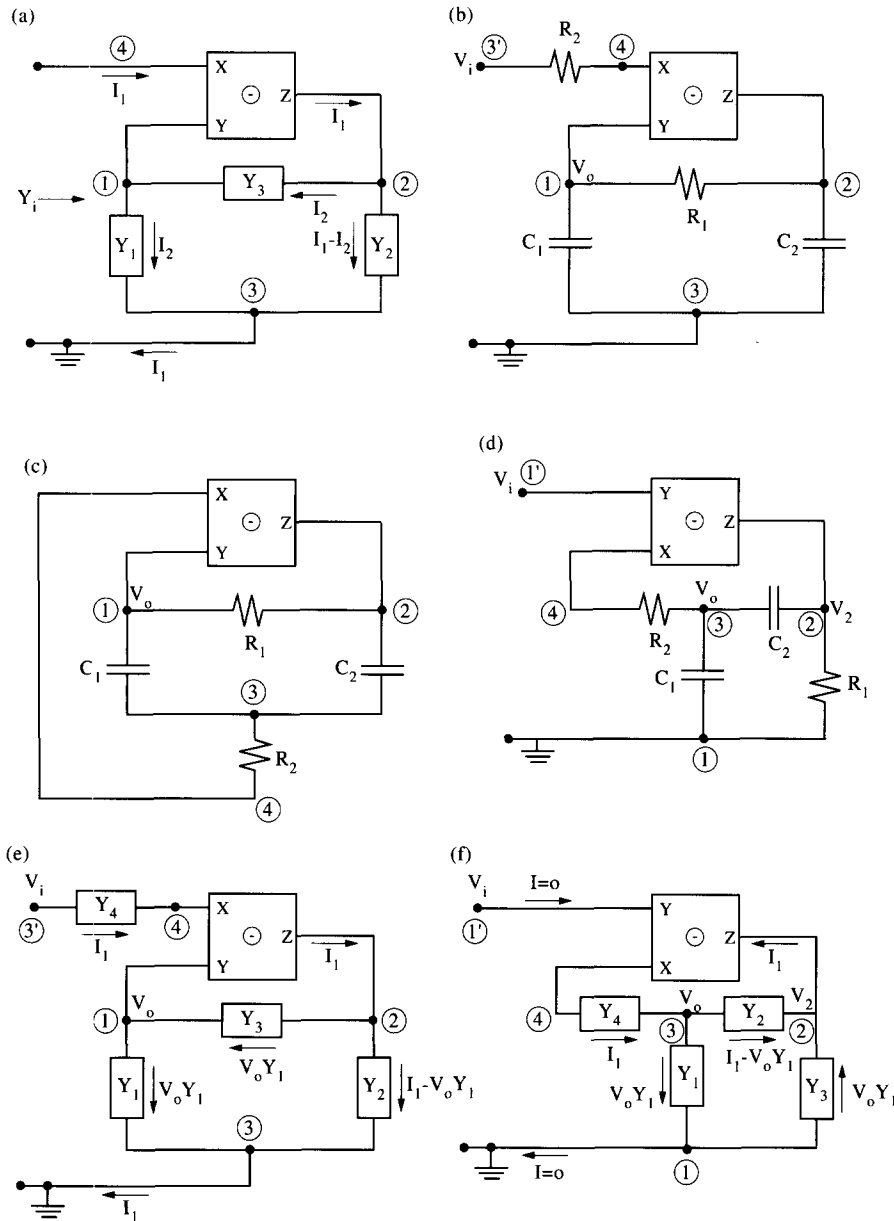 (a)
④
X
I₁
⊖
Z
I₁
Y
①
Y₃
②
Yᵢ
I₂
Y₁
I₂
I₁-I₂
Y₂
③
I₁
(b)
③'
R₂
④
Vᵢ
X
⊖
Z
Y
①
Vₒ
R₁
②
C₁
C₂
③
(c)
X
⊖
Z
Y
①
Vₒ
R₁
②
C₁
C₂
③
R₂
④
(d)
①'
Vᵢ
Y
⊖
Z
X
④
R₂
Vₒ
③
C₂
②
V₂
C₁
R₁
①
(e)
Vᵢ
Y₄
③'
I₁
④
X
⊖
Z
I₁
Y
①
Vₒ
Y₃
②
VₒY₁
Y₁
VₒY₁
Y₂
I₁-VₒY₁
③
I₁
(f)
Vᵢ
I=o
①'
Y
⊖
Z
I₁
X
④
Y₄
Vₒ
Y₂
V₂
I₁
③
I₁-VₒY₁
②
VₒY₁
Y₁
Y₃
VₒY₁
I=o
①